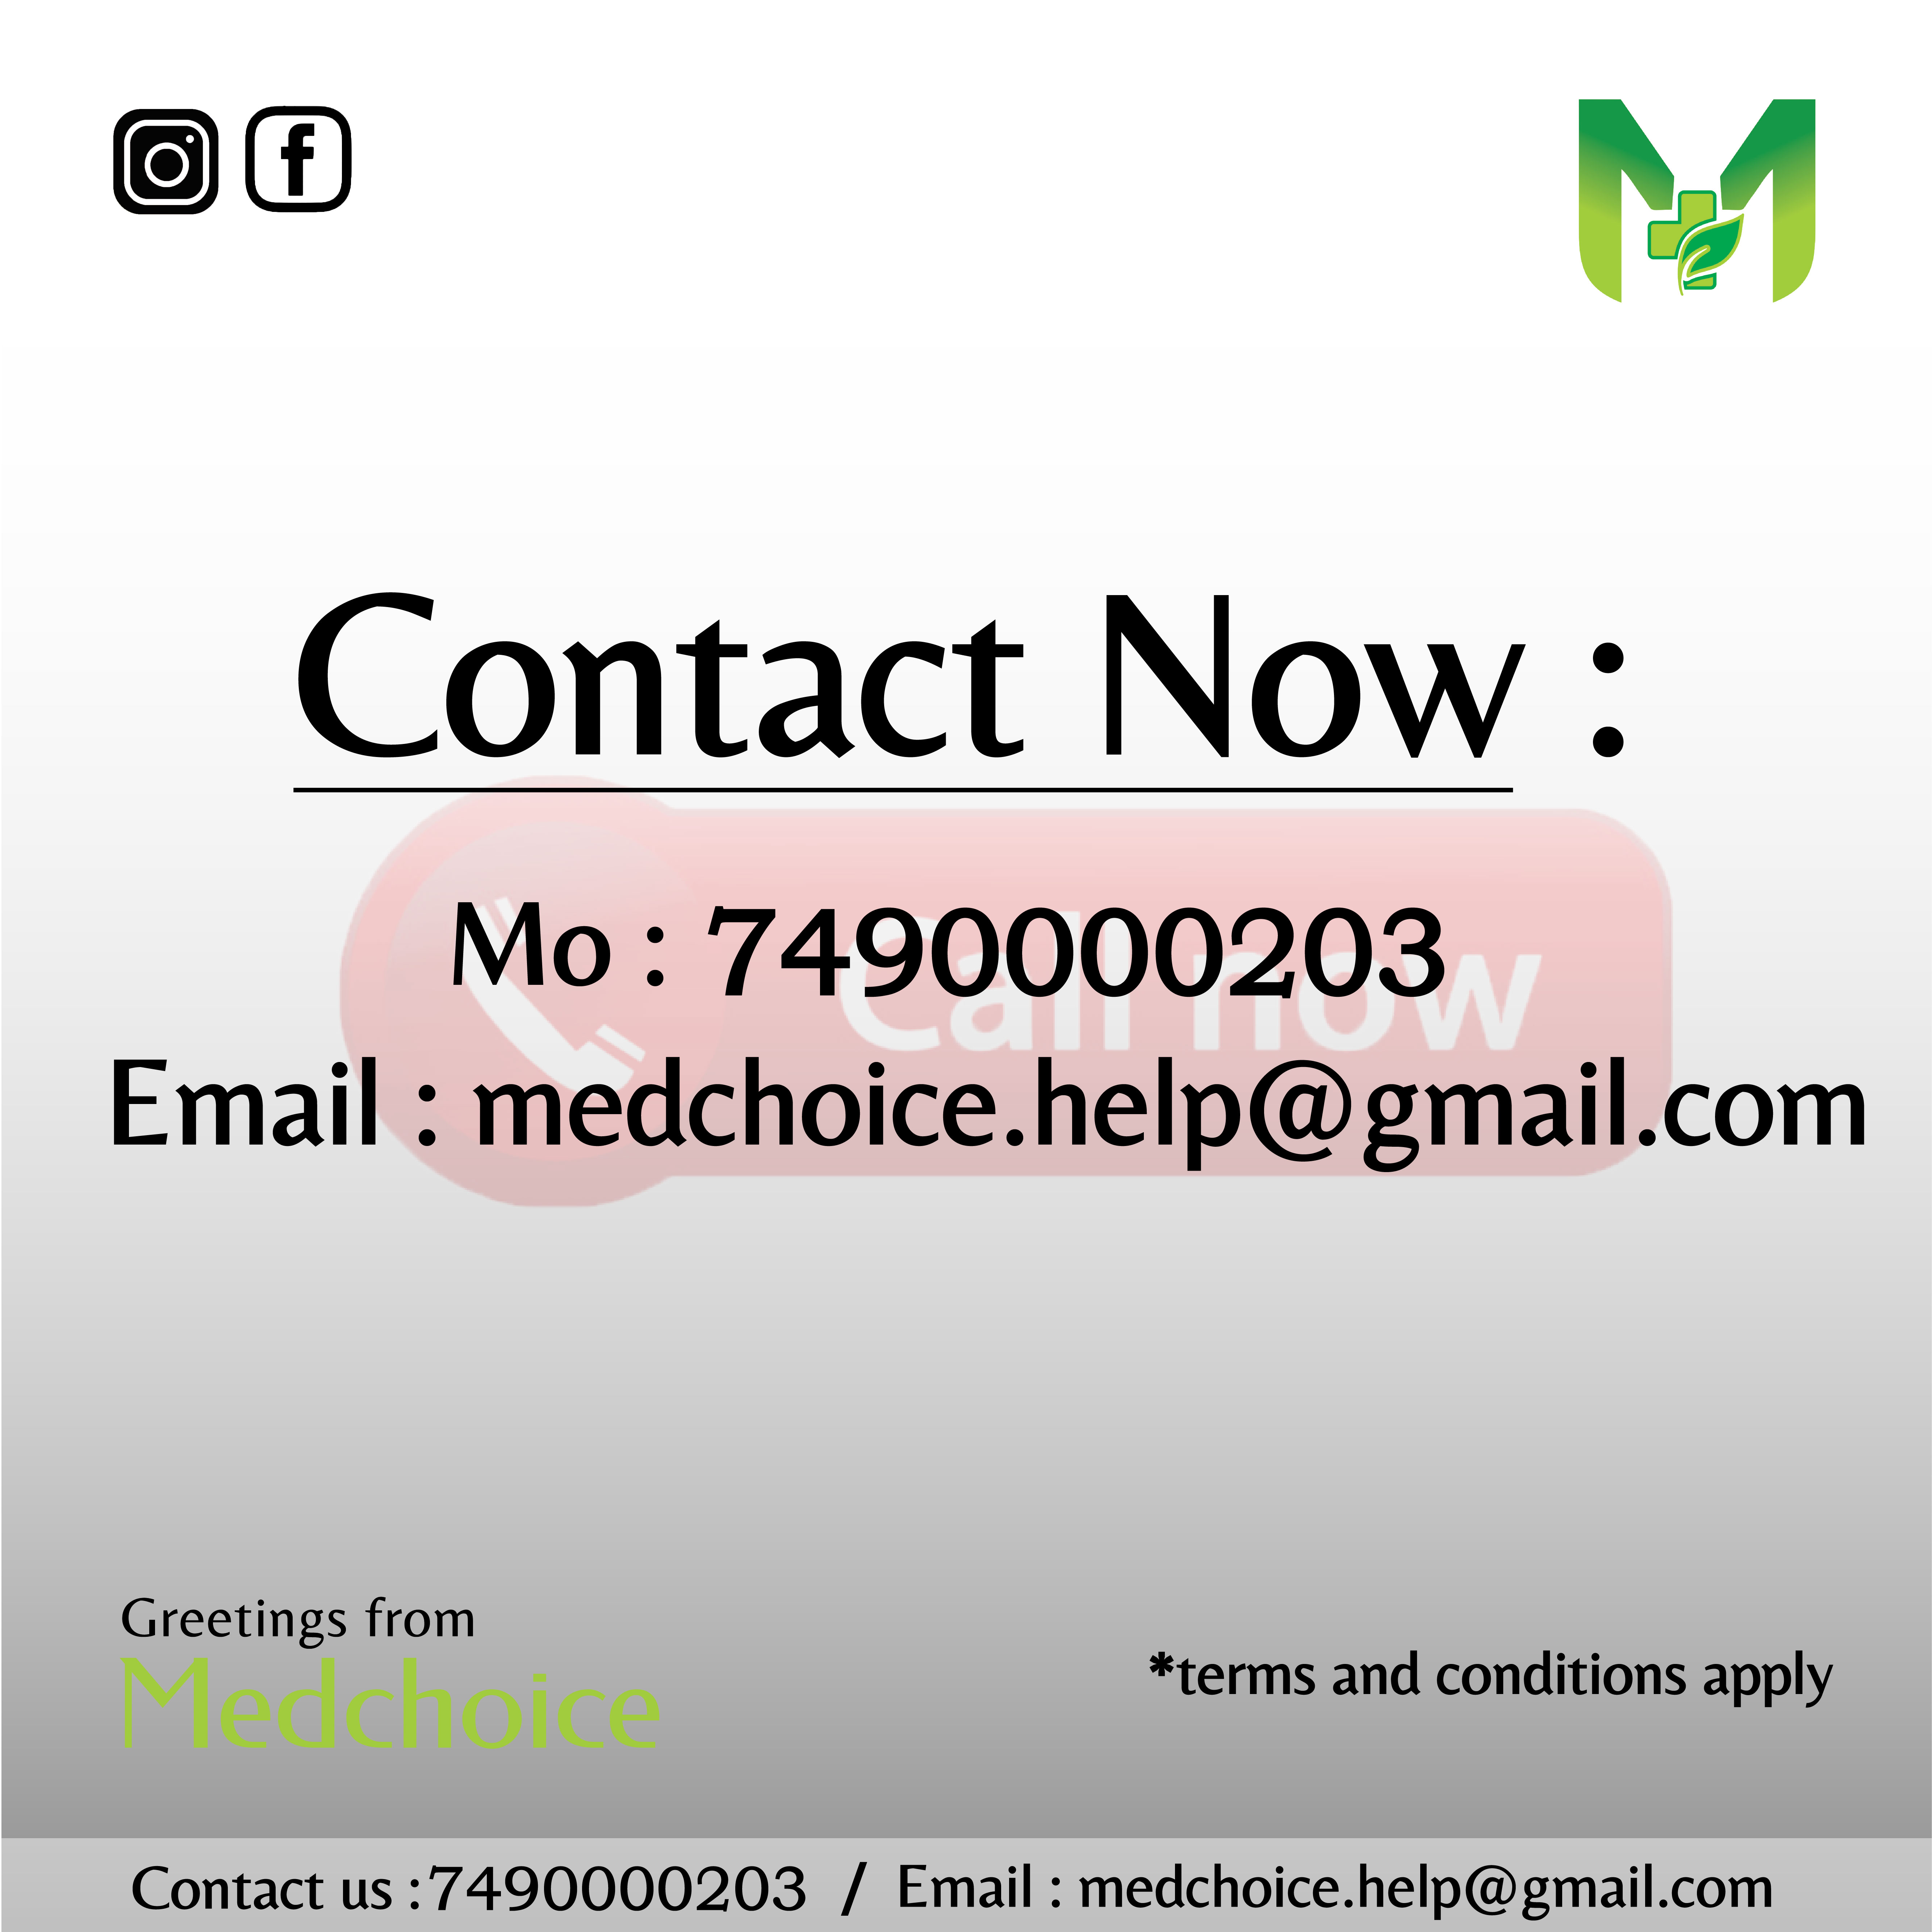 Contact Now :
Call now
Mo : 7490000203
Email : medchoice.help@gmail.com
Greetings from
Medchoice
*terms and conditions apply
Contact us :7490000203 / Email : medchoice.help@gmail.com